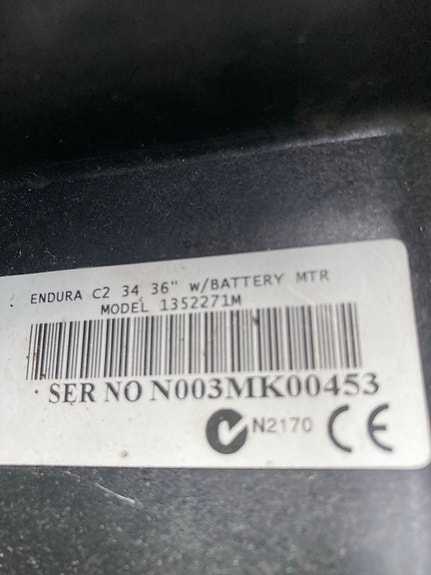 ENDURA C2 34 36" W/BATTERY MTR
MODEL 1352271M
SER NO N003MK00453
N2170 CE